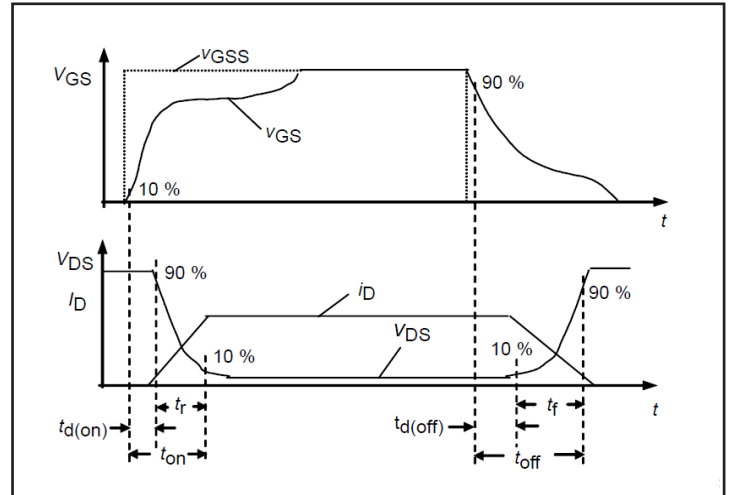 vGSS
VGS
90 %
vGS
10 %
t
VDS
90 %
ID
iD
90 %
VDS
10 %
10 %
tr
tf
t
td(on)
td(off)
ton
toff